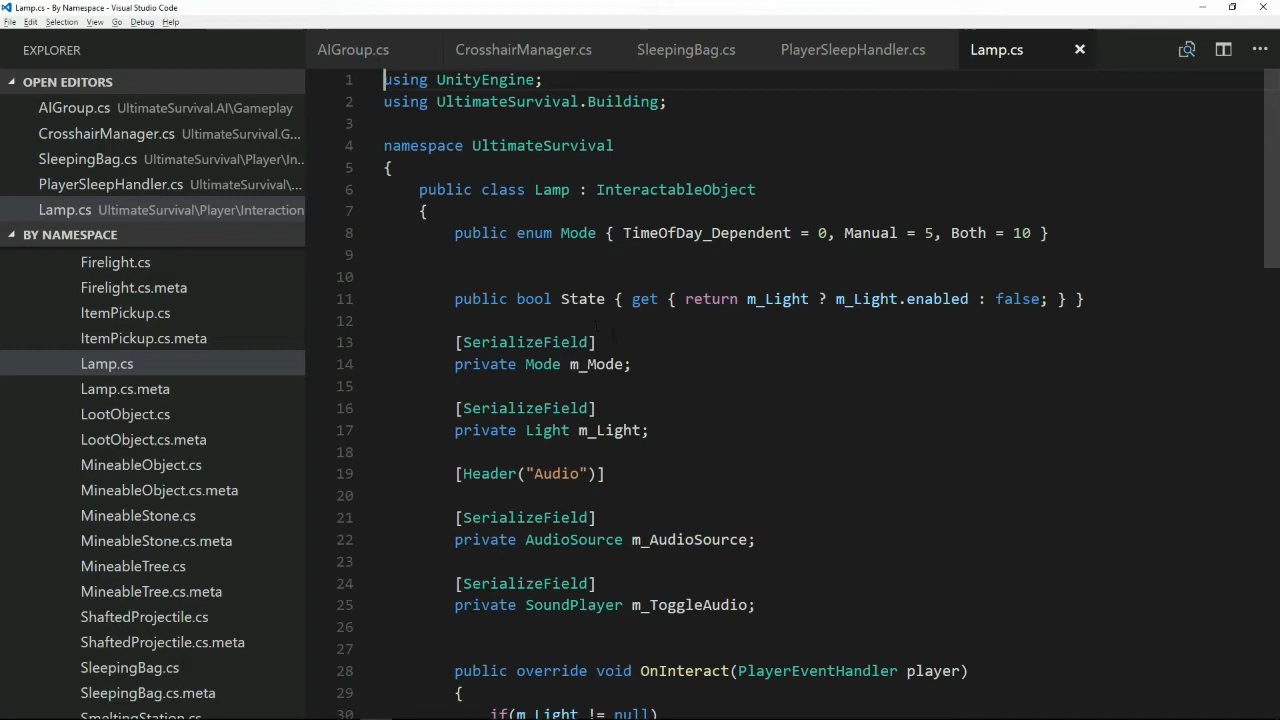 Lamp.cs - By Namespace - Visual Studio Code
File Edit Selection View Go Debug Help
EXPLORER
OPEN EDITORS
AIGroup.cs UltimateSurvival.AI\Gameplay
CrosshairManager.cs UltimateSurvival.G...
SleepingBag.cs UltimateSurvival\Player\In...
PlayerSleepHandler.cs UltimateSurvival\...
Lamp.cs UltimateSurvival\Player\Interaction
BY NAMESPACE
Firelight.cs
Firelight.cs.meta
ItemPickup.cs
ItemPickup.cs.meta
Lamp.cs
Lamp.cs.meta
LootObject.cs
LootObject.cs.meta
MineableObject.cs
MineableObject.cs.meta
MineableStone.cs
MineableStone.cs.meta
MineableTree.cs
MineableTree.cs.meta
ShaftedProjectile.cs
ShaftedProjectile.cs.meta
SleepingBag.cs
SleepingBag.cs.meta
SmeltingStation.cs
AIGroup.cs CrosshairManager.cs SleepingBag.cs PlayerSleepHandler.cs Lamp.cs
1 using UnityEngine;
2 using UltimateSurvival.Building;
3
4 namespace UltimateSurvival
5 {
6 public class Lamp : InteractableObject
7 {
8 public enum Mode { TimeOfDay_Dependent = 0, Manual = 5, Both = 10 }
9
10
11 public bool State { get { return m_Light ? m_Light.enabled : false; } }
12
13 [SerializeField]
14 private Mode m_Mode;
15
16 [SerializeField]
17 private Light m_Light;
18
19 [Header("Audio")]
20
21 [SerializeField]
22 private AudioSource m_AudioSource;
23
24 [SerializeField]
25 private SoundPlayer m_ToggleAudio;
26
27
28 public override void OnInteract(PlayerEventHandler player)
29 {
30 if(m_Light != null)